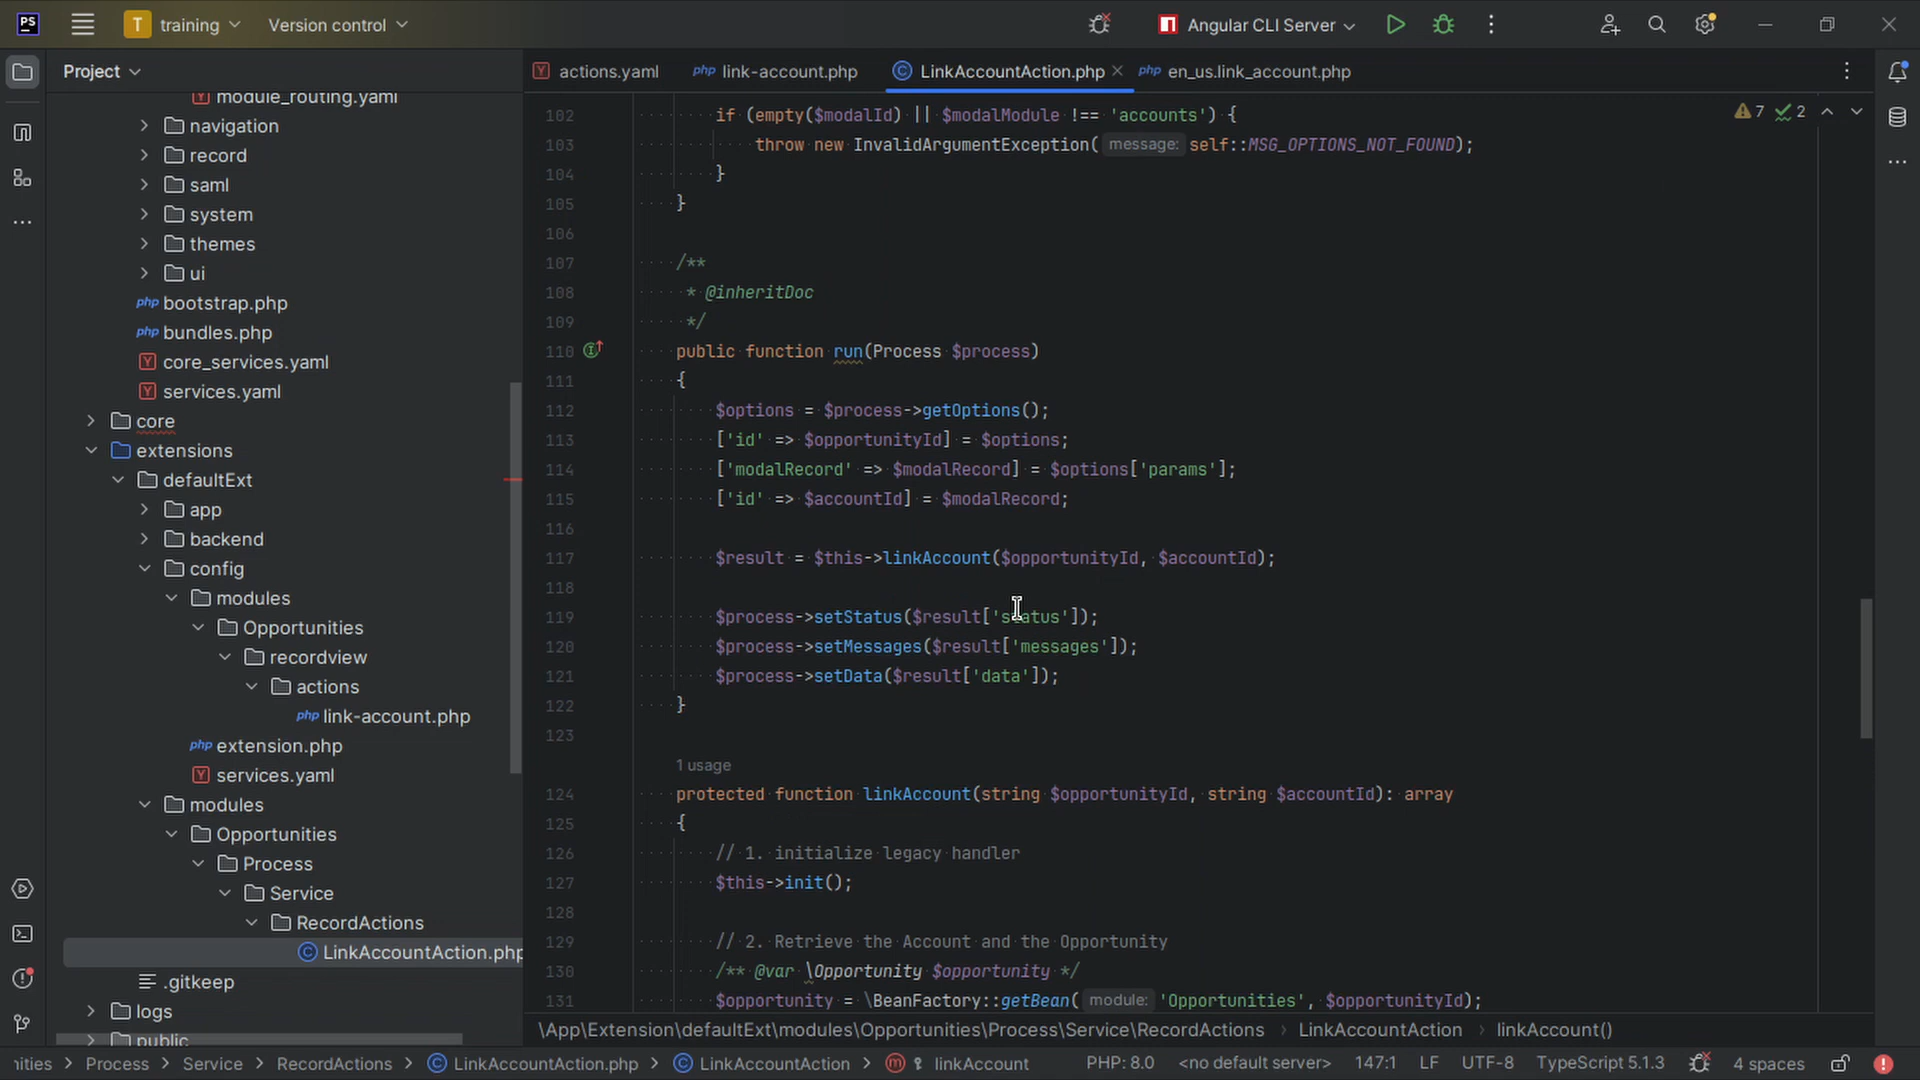 PS
T training
Version control
Angular CLI Server
Project
actions.yaml
php link-account.php
LinkAccountAction.php
php en_us.link_account.php
module_routing.yaml
navigation
record
saml
system
themes
ui
php bootstrap.php
php bundles.php
core_services.yaml
services.yaml
core
extensions
defaultExt
app
backend
config
modules
Opportunities
recordview
actions
php link-account.php
php extension.php
services.yaml
modules
Opportunities
Process
Service
RecordActions
LinkAccountAction.php
.gitkeep
logs
public
7 2
102 if (empty($modalId) || $modalModule !== 'accounts') {
103 throw new InvalidArgumentException( message: self::MSG_OPTIONS_NOT_FOUND);
104 }
105 }
106
107 /**
108 * @inheritDoc
109 */
110 public function run(Process $process)
111 {
112 $options = $process->getOptions();
113 ['id' => $opportunityId] = $options;
114 ['modalRecord' => $modalRecord] = $options['params'];
115 ['id' => $accountId] = $modalRecord;
116
117 $result = $this->linkAccount($opportunityId, $accountId);
118
119 $process->setStatus($result['status']);
120 $process->setMessages($result['messages']);
121 $process->setData($result['data']);
122 }
123
1 usage
124 protected function linkAccount(string $opportunityId, string $accountId): array
125 {
126 // 1. initialize legacy handler
127 $this->init();
128
129 // 2. Retrieve the Account and the Opportunity
130 /** @var \Opportunity $opportunity */
131 $opportunity = \BeanFactory::getBean( module: 'Opportunities', $opportunityId);
\App\Extension\defaultExt\modules\Opportunities\Process\Service\RecordActions > LinkAccountAction > linkAccount()
nities > Process > Service > RecordActions > LinkAccountAction.php > LinkAccountAction > m linkAccount
PHP: 8.0 <no default server> 147:1 LF UTF-8 TypeScript 5.1.3 4 spaces